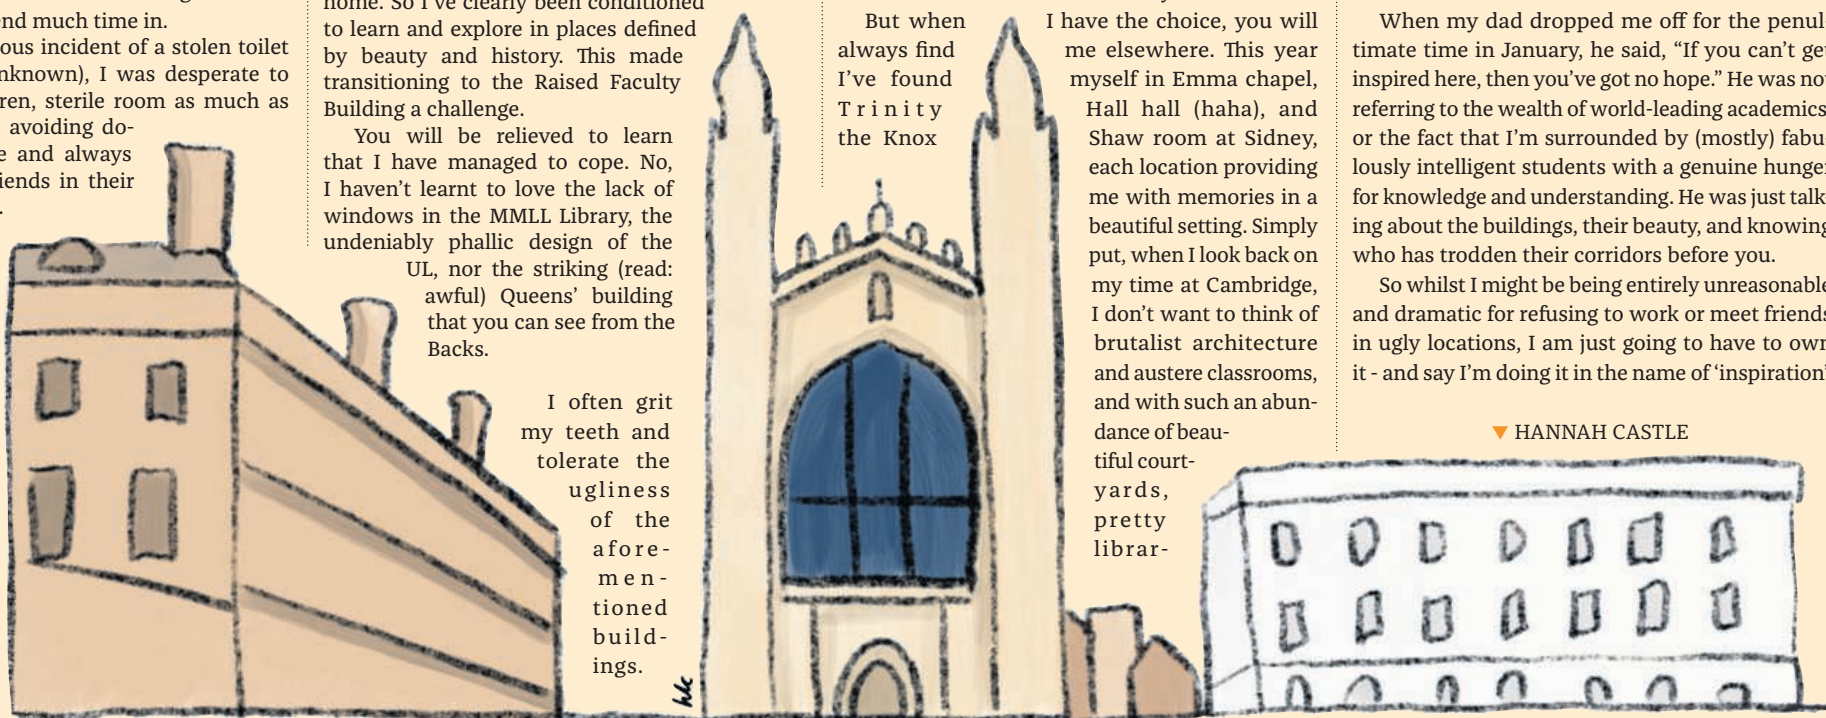 end much time in.
ous incident of a stolen toilet
nknown), I was desperate to
ren, sterile room as much as
avoiding do-
e and always
iends in their
.
home. So I've clearly been conditioned
to learn and explore in places defined
by beauty and history. This made
transitioning to the Raised Faculty
Building a challenge.
You will be relieved to learn
that I have managed to cope. No,
I haven't learnt to love the lack of
windows in the MMLL Library, the
undeniably phallic design of the
UL, nor the striking (read:
awful) Queens' building
that you can see from the
Backs.
I often grit
my teeth and
tolerate the
ugliness
of the
afore-
men-
tioned
build-
ings.
But when I have the choice, you will
always find me elsewhere. This year
I've found myself in Emma chapel,
Trinity Hall hall (haha), and
the Knox Shaw room at Sidney,
each location providing
me with memories in a
beautiful setting. Simply
put, when I look back on
my time at Cambridge,
I don't want to think of
brutalist architecture
and austere classrooms,
and with such an abun-
dance of beau-
tiful court-
yards,
pretty
librar-
When my dad dropped me off for the penul
timate time in January, he said, “If you can't ge
inspired here, then you've got no hope.” He was no
referring to the wealth of world-leading academics
or the fact that I'm surrounded by (mostly) fabu
lously intelligent students with a genuine hunge
for knowledge and understanding. He was just talk
ing about the buildings, their beauty, and knowing
who has trodden their corridors before you.
So whilst I might be being entirely unreasonable
and dramatic for refusing to work or meet friends
in ugly locations, I am just going to have to own
it - and say I'm doing it in the name of ‘inspiration’
▼ HANNAH CASTLE